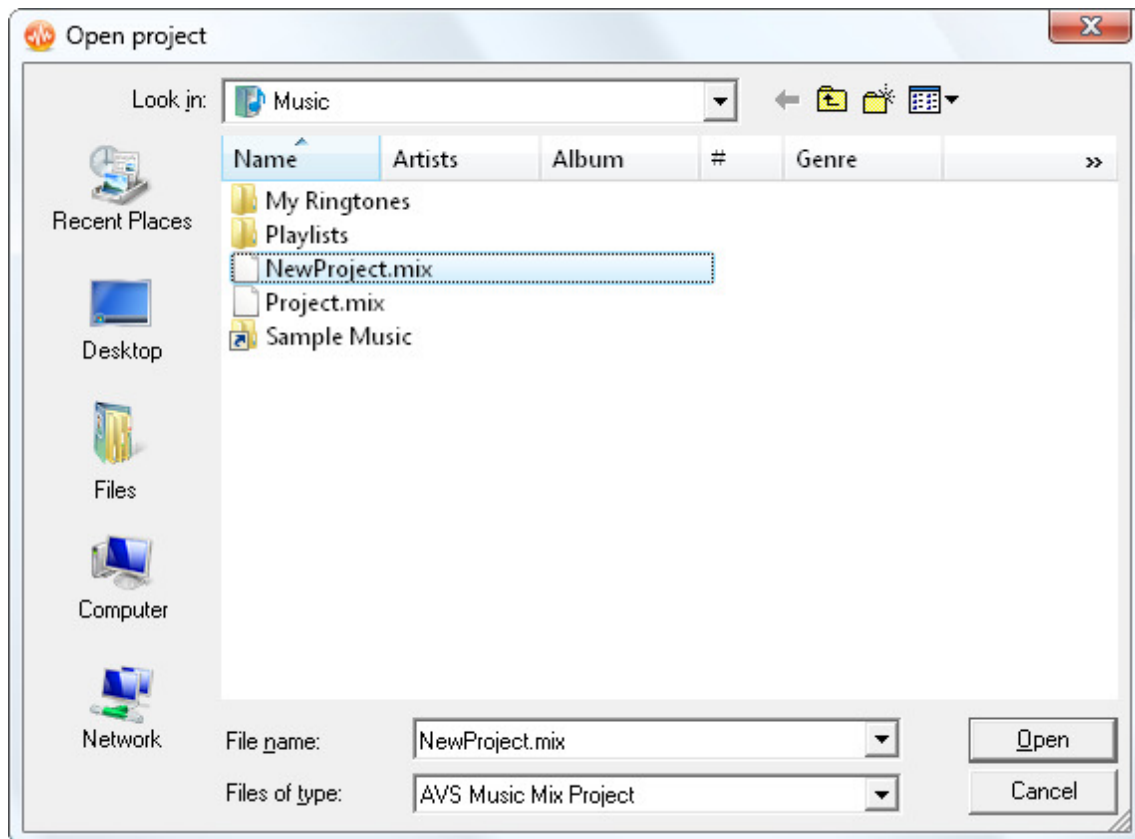 Open project
Look in: Music
Name Artists Album # Genre »
My Ringtones
Recent Places
Playlists
NewProject.mix
Project.mix
Sample Music
Desktop
Files
Computer
Network
File name: NewProject.mix Open
Files of type: AVS Music Mix Project Cancel